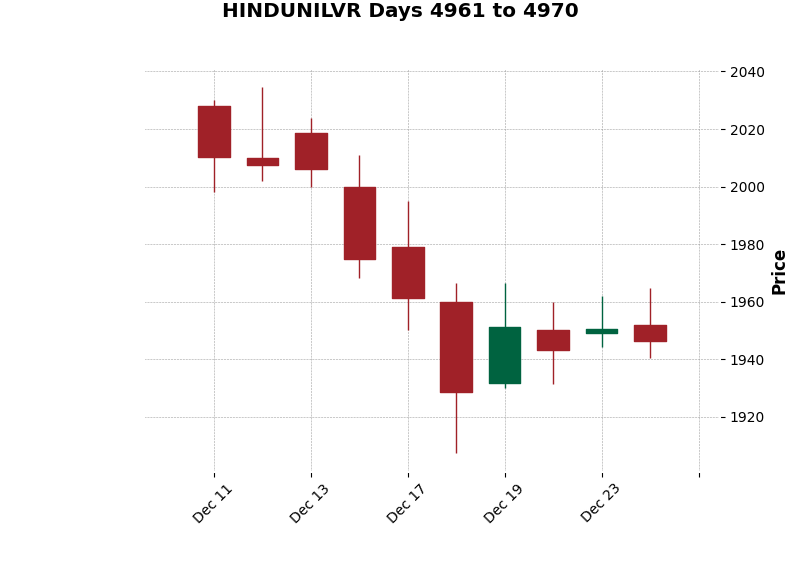 HINDUNILVR Days 4961 to 4970
2040
2020
2000
1980
1960
1940
1920
Price
Dec 11
Dec 13
Dec 17
Dec 19
Dec 23